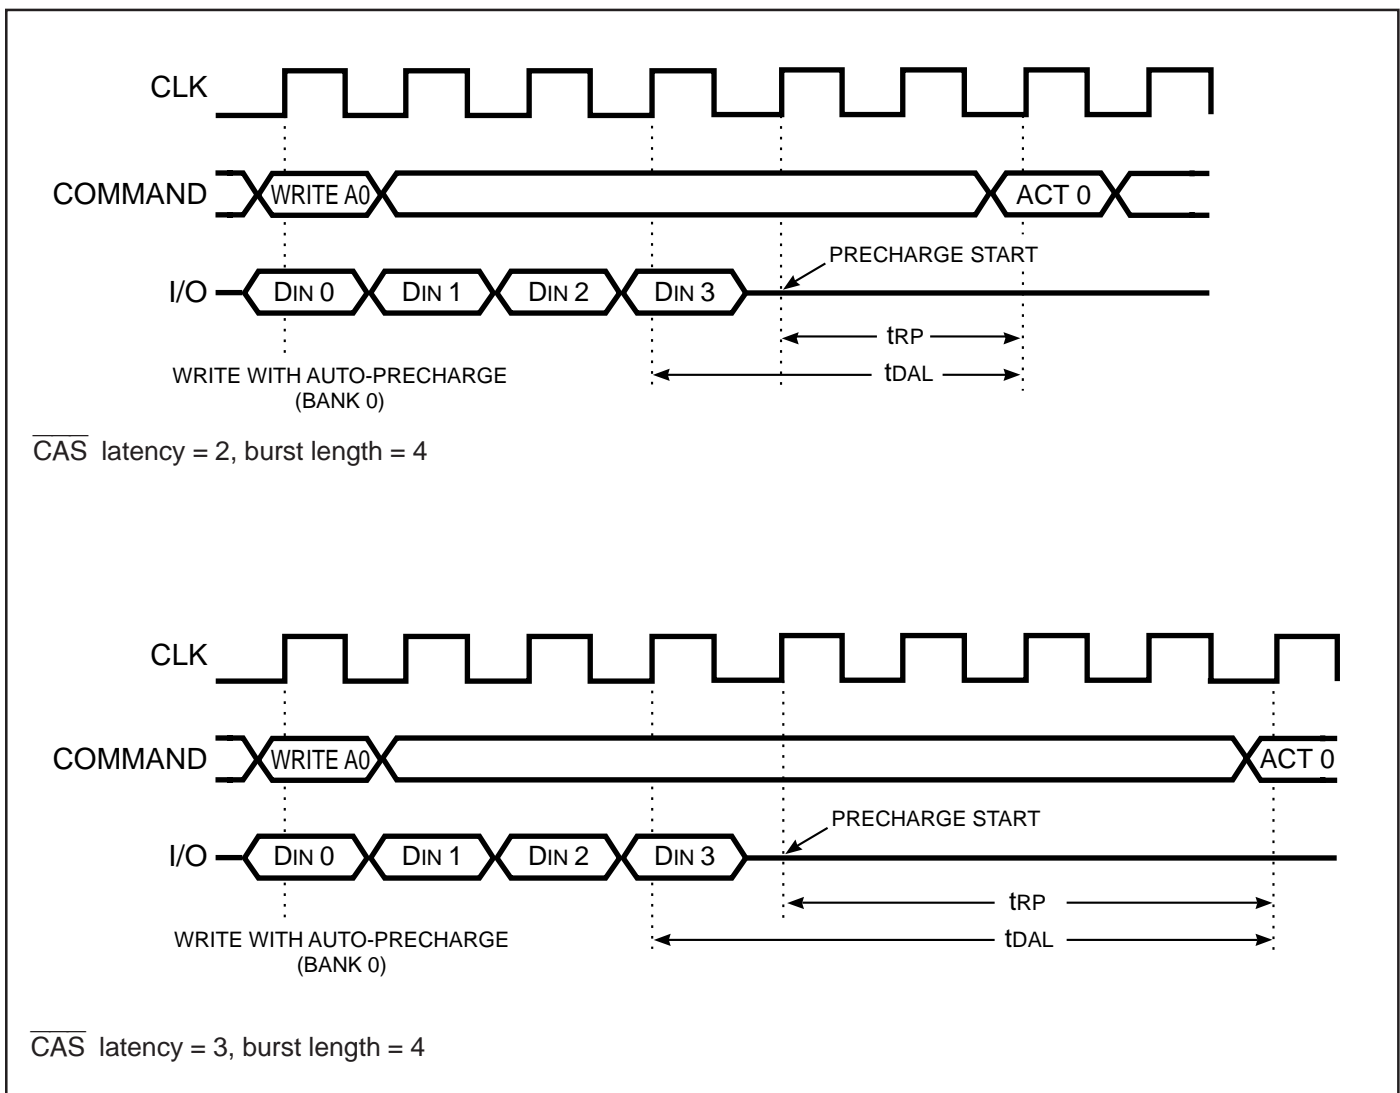 CLK
COMMAND
WRITE A0
ACT 0
PRECHARGE START
I/O
DIN 0
DIN 1
DIN 2
DIN 3
tRP
WRITE WITH AUTO-PRECHARGE
(BANK 0)
tDAL
CAS latency = 2, burst length = 4
CLK
COMMAND
WRITE A0
ACT 0
PRECHARGE START
I/O
DIN 0
DIN 1
DIN 2
DIN 3
tRP
WRITE WITH AUTO-PRECHARGE
(BANK 0)
tDAL
CAS latency = 3, burst length = 4